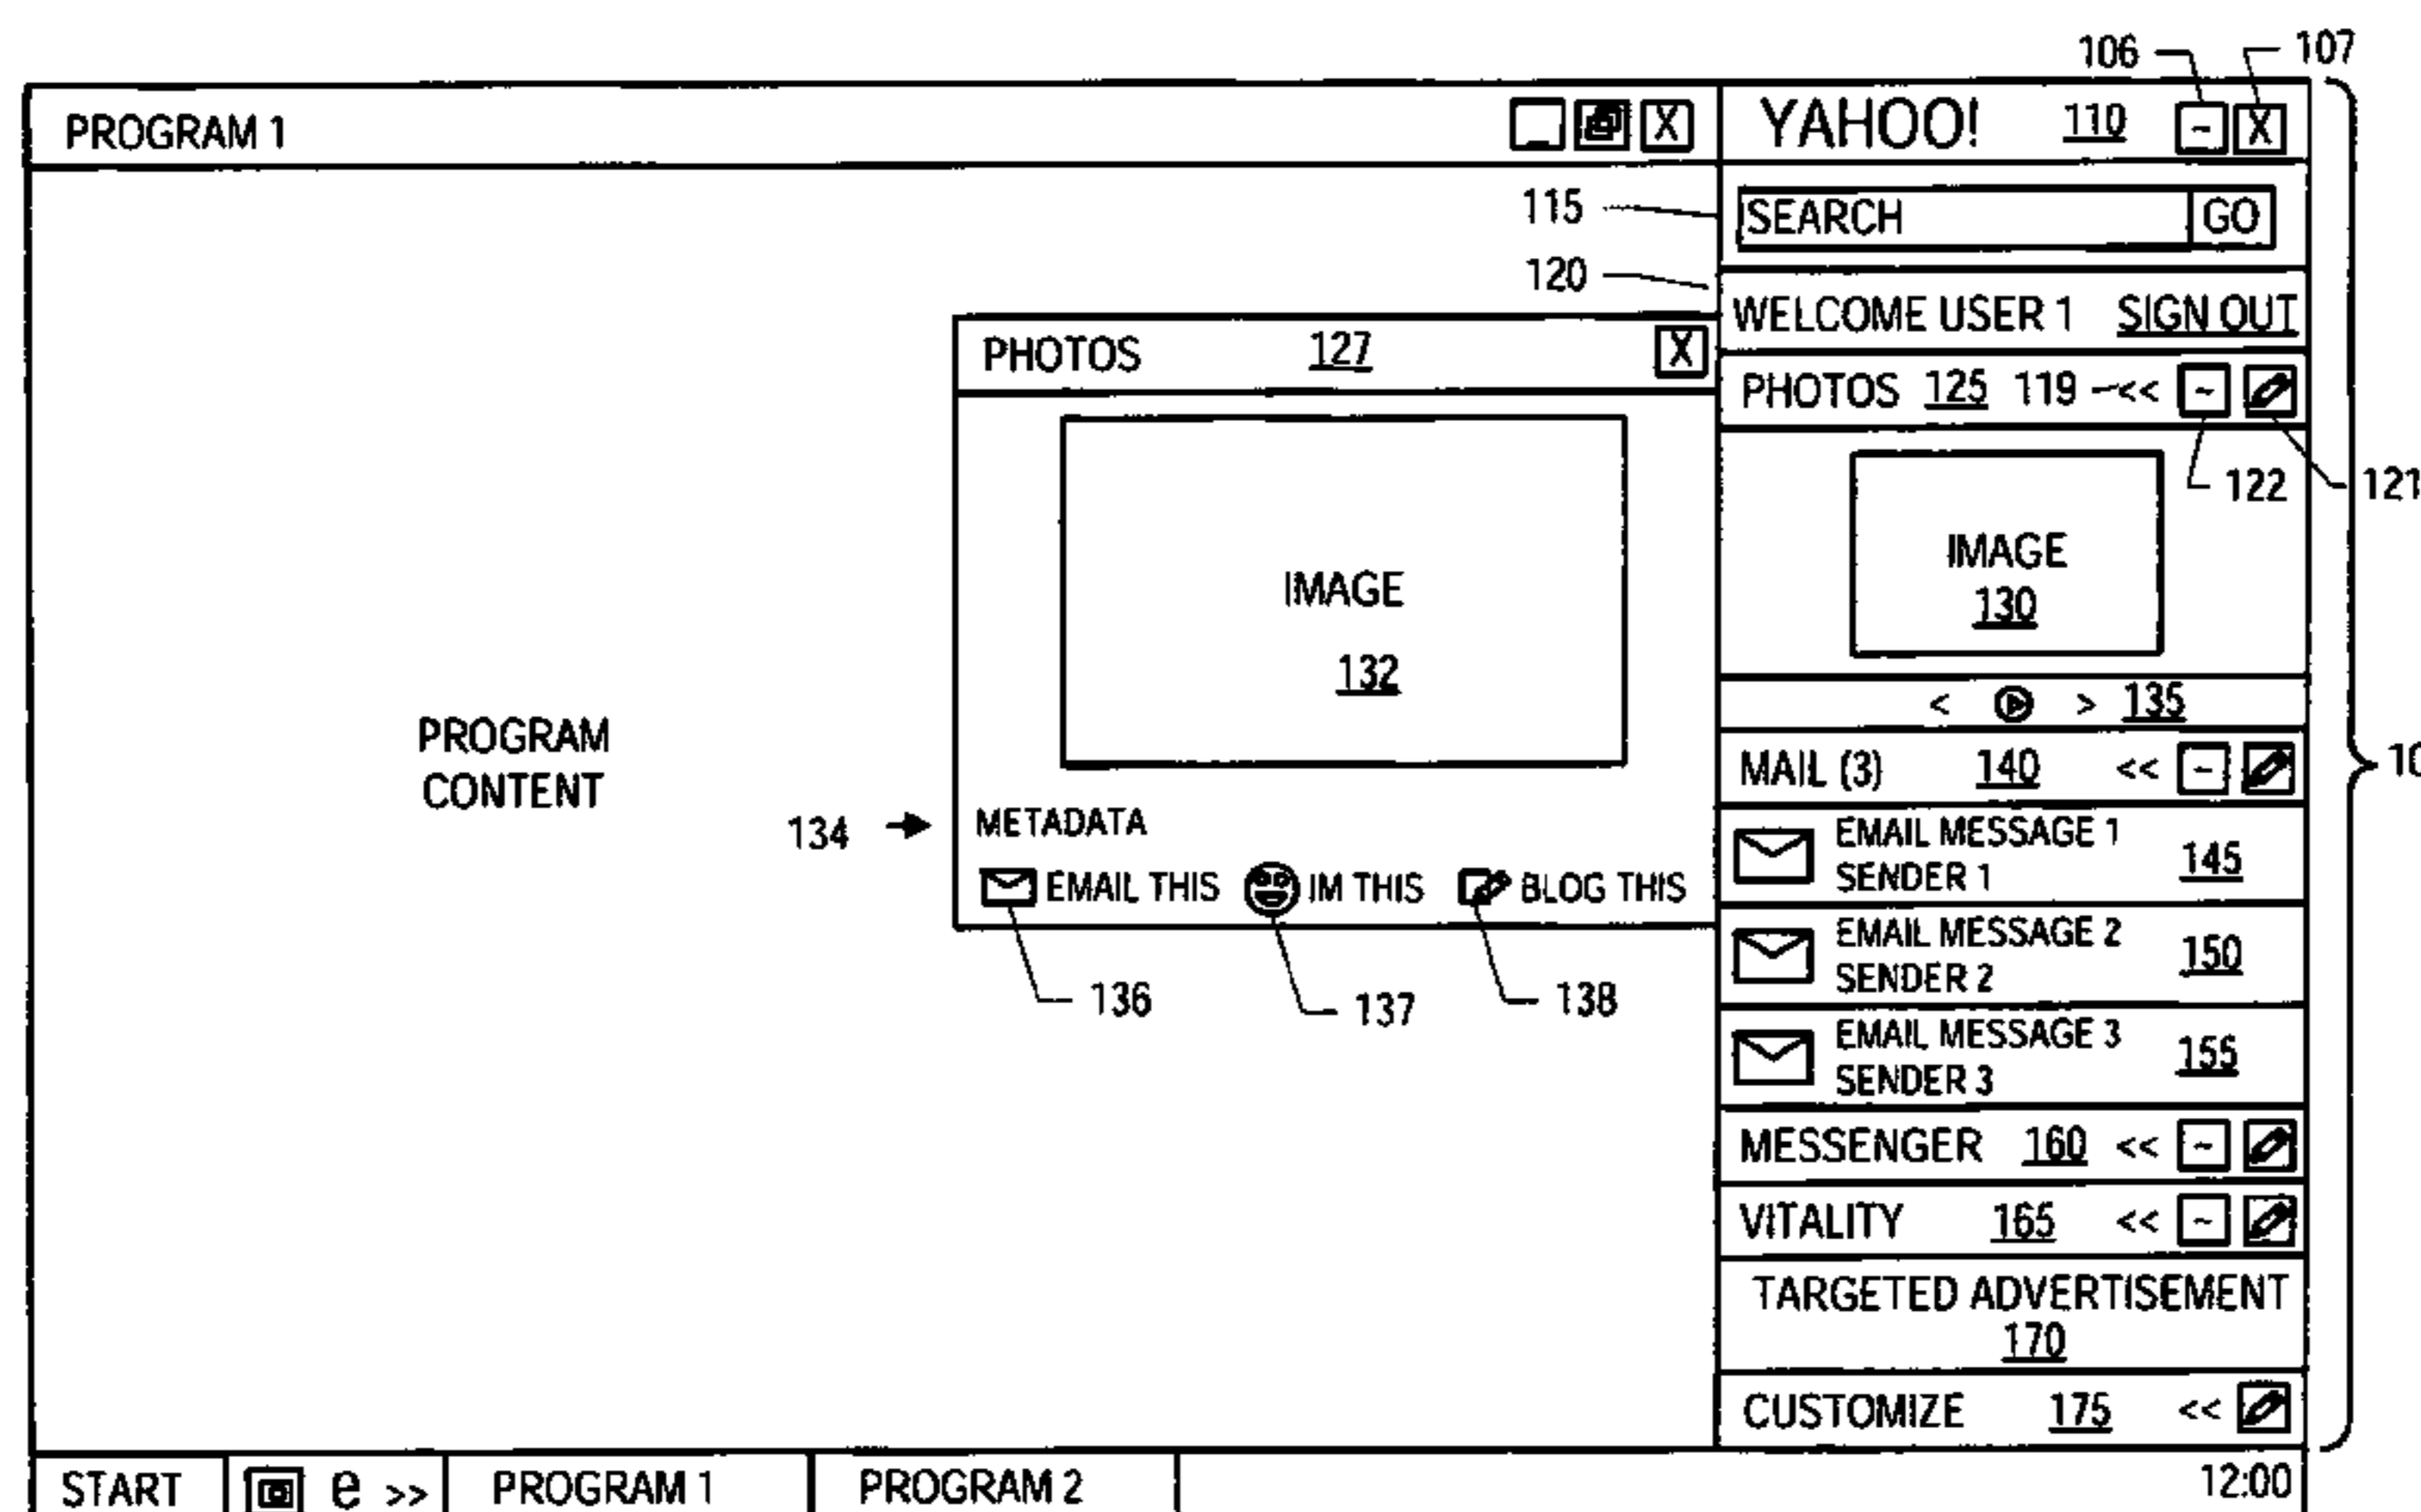 106 107
PROGRAM 1 _ X
YAHOO! 110 ~ X
115
SEARCH GO
120
WELCOME USER 1 SIGN OUT
PHOTOS 127 X
PHOTOS 125 119 << ~
122 121
IMAGE
132
IMAGE
130
< > 135
PROGRAM
CONTENT
134
METADATA
EMAIL THIS IM THIS BLOG THIS
136 137 138
MAIL (3) 140 << ~
EMAIL MESSAGE 1
SENDER 1 145
EMAIL MESSAGE 2
SENDER 2 150
EMAIL MESSAGE 3
SENDER 3 155
MESSENGER 160 << ~
VITALITY 165 << ~
TARGETED ADVERTISEMENT
170
CUSTOMIZE 175 <<
START e >> PROGRAM 1 PROGRAM 2 12:00